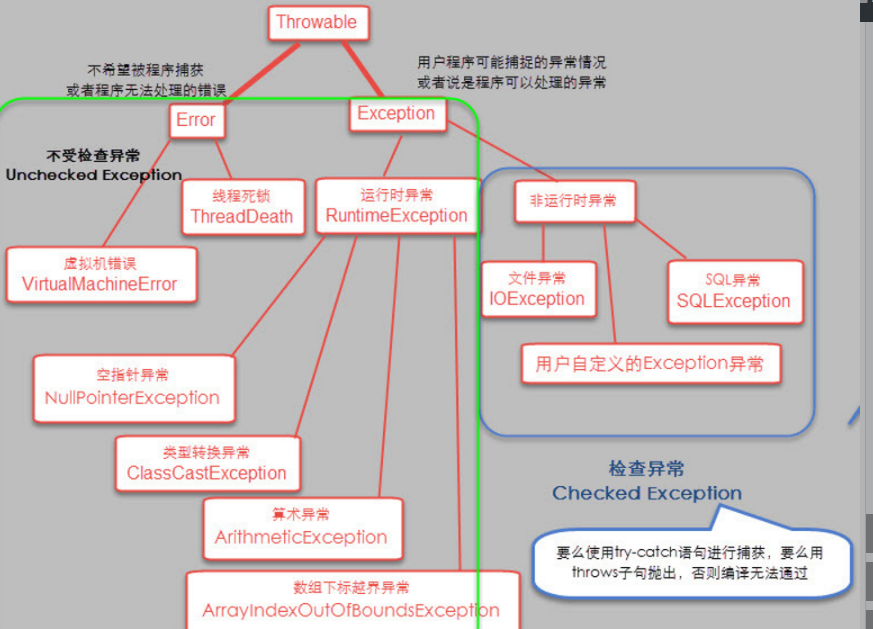 Throwable
不希望被程序捕获
或者程序无法处理的错误
用户程序可能捕捉的异常情况
或者说是程序可以处理的异常
Error
Exception
不受检查异常
Unchecked Exception
线程死锁
ThreadDeath
运行时异常
RuntimeException
非运行时异常
虚拟机错误
VirtualMachineError
文件异常
IOException
SQL异常
SQLException
用户自定义的Exception异常
空指针异常
NullPointerException
类型转换异常
ClassCastException
算术异常
ArithmeticException
数组下标越界异常
ArrayIndexOutOfBoundsException
检查异常
Checked Exception
要么使用try-catch语句进行捕获，要么用
throws子句抛出，否则编译无法通过